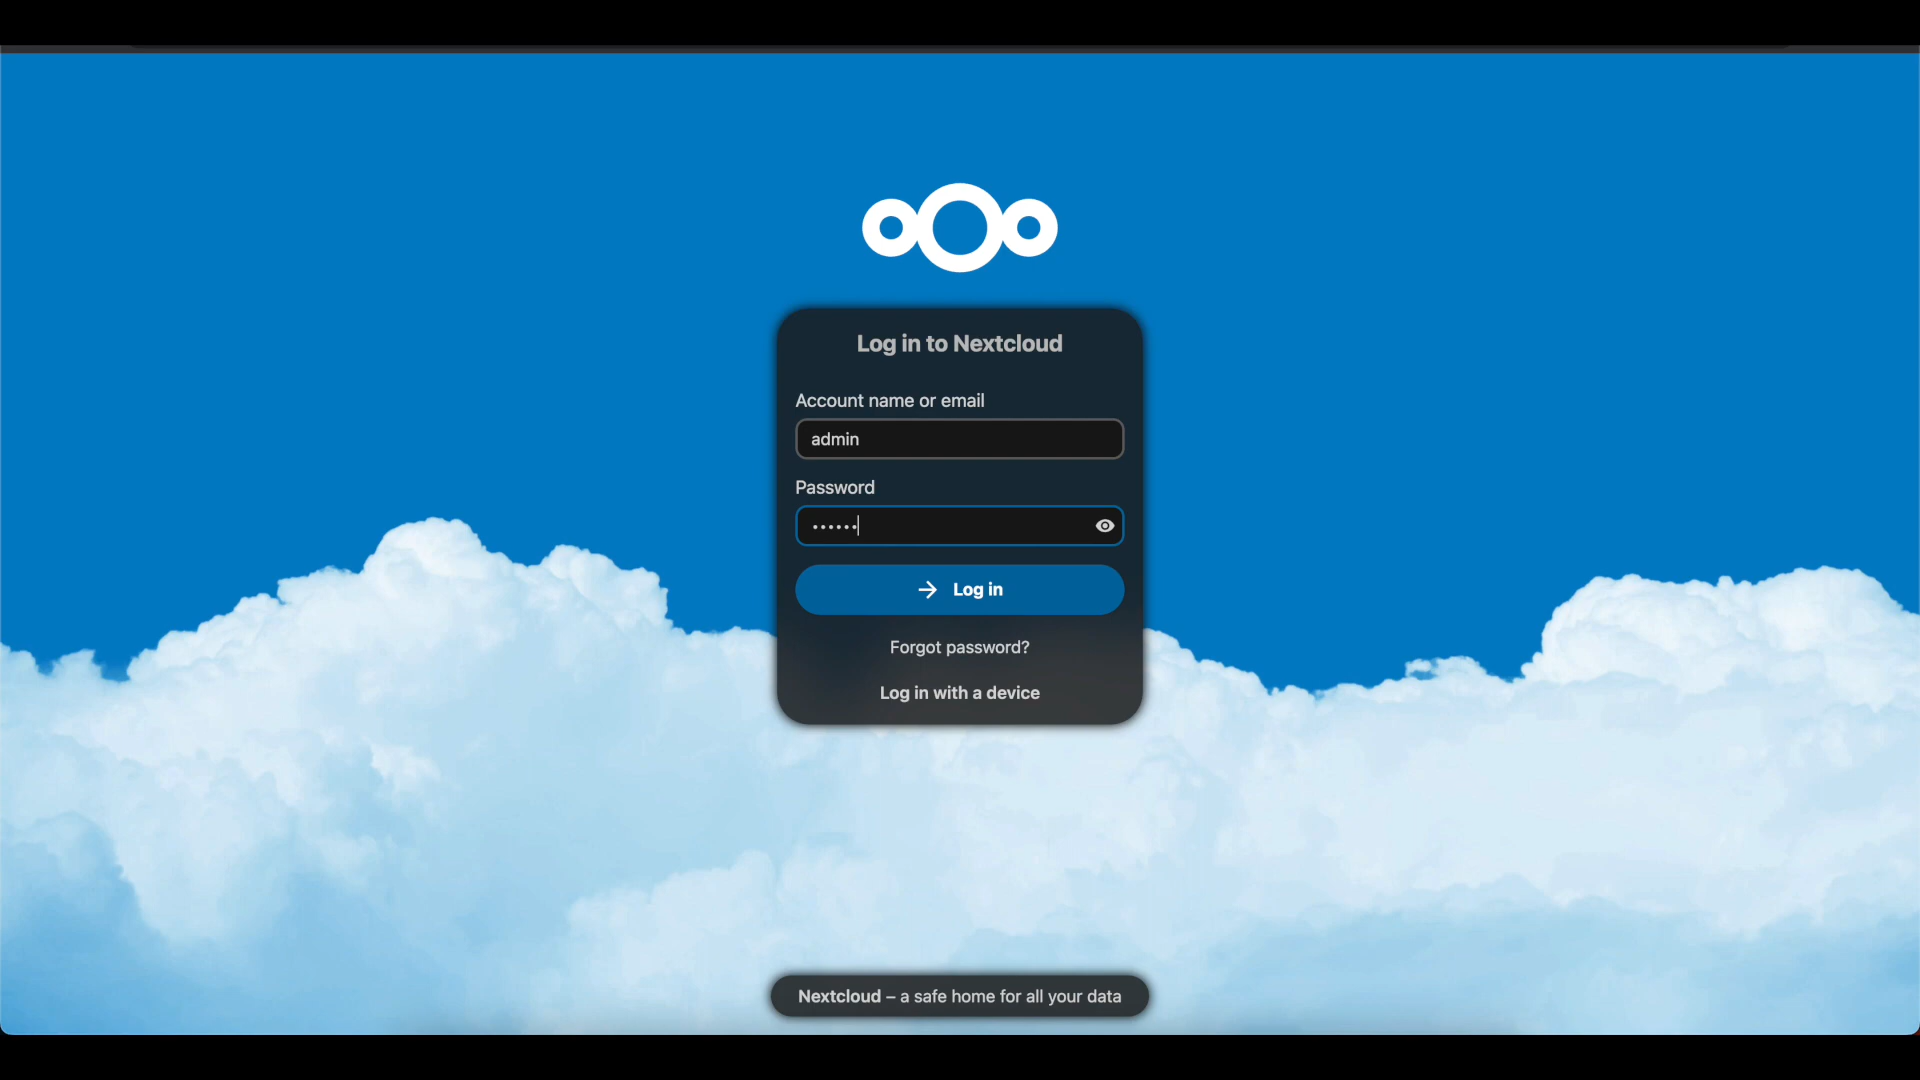 Log in to Nextcloud
Account name or email
admin
Password
••••••
Log in
Forgot password?
Log in with a device
Nextcloud – a safe home for all your data